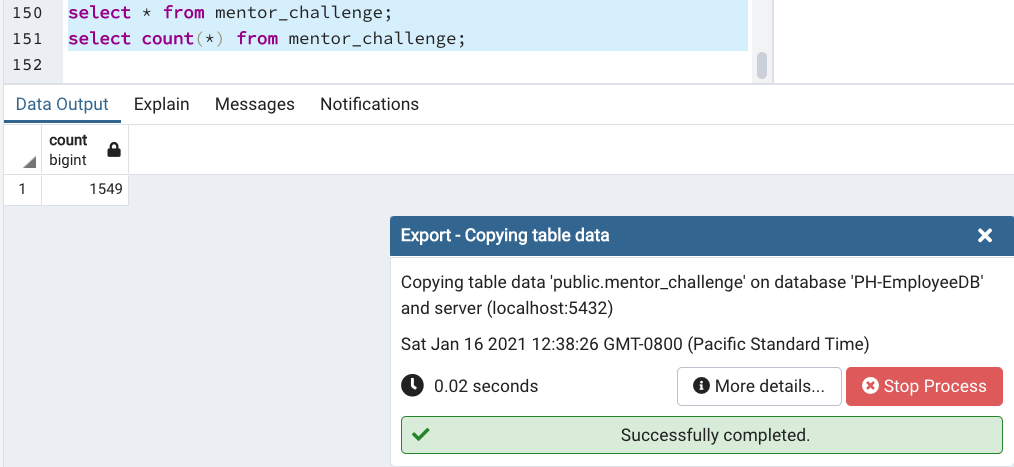 150 select * from mentor_challenge;
151 select count(*) from mentor_challenge;
152
Data Output Explain Messages Notifications
count
bigint
1 1549
Export - Copying table data
Copying table data 'public.mentor_challenge' on database 'PH-EmployeeDB'
and server (localhost:5432)
Sat Jan 16 2021 12:38:26 GMT-0800 (Pacific Standard Time)
0.02 seconds More details... Stop Process
Successfully completed.